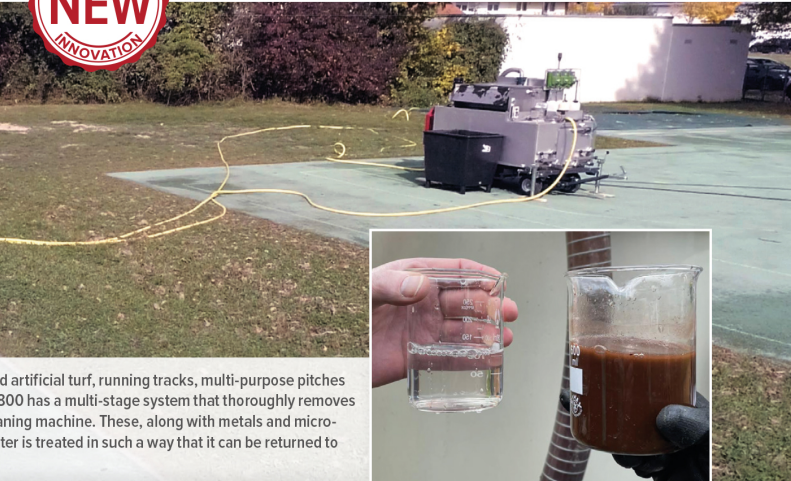 NEW
INNOVATION
d artificial turf, running tracks, multi-purpose pitches
800 has a multi-stage system that thoroughly removes
aning machine. These, along with metals and micro-
ter is treated in such a way that it can be returned to